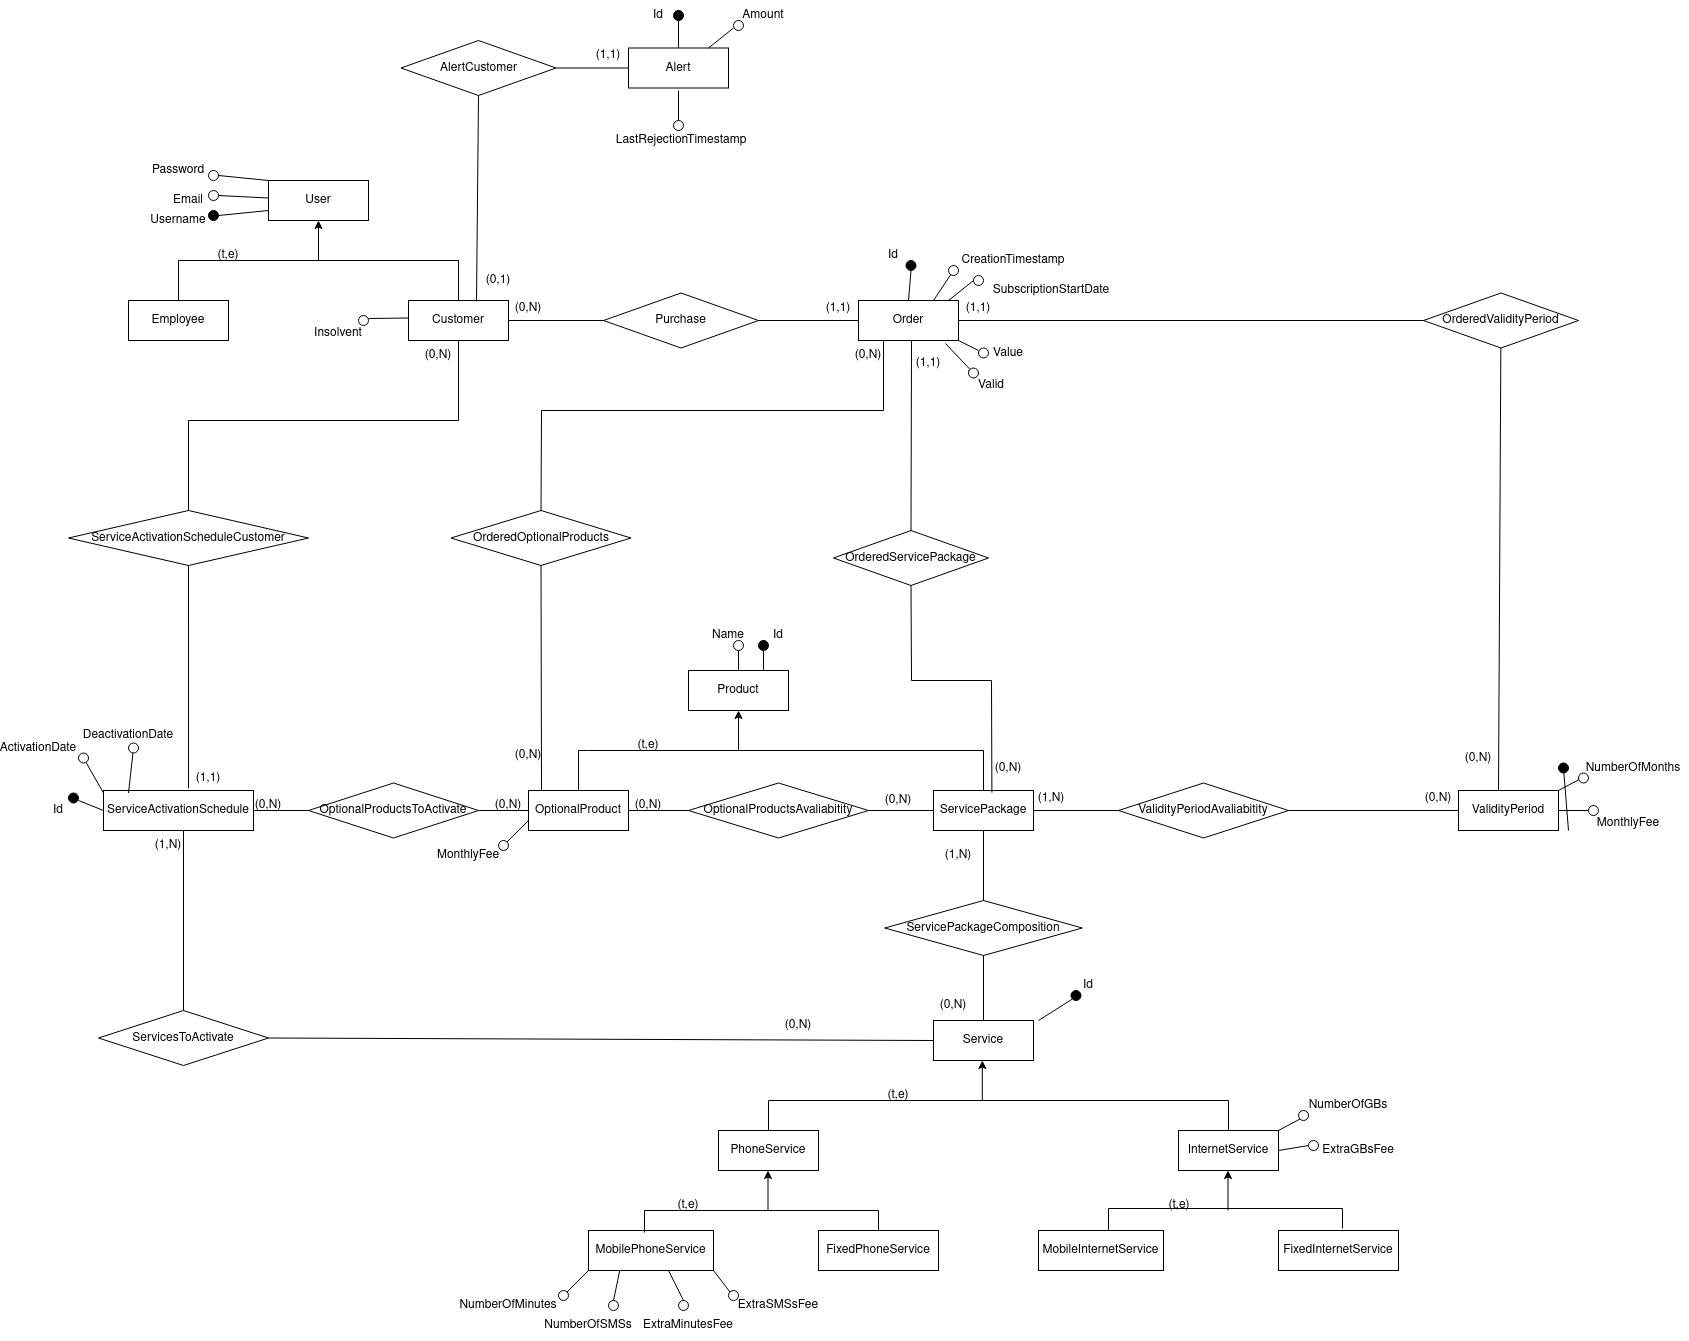 Id
Amount
AlertCustomer
(1,1)
Alert
LastRejectionTimestamp
Password
Email
Username
User
(t,e)
Employee
Insolvent
Customer
(0,1)
(0,N)
(0,N)
Purchase
(1,1)
Id
CreationTimestamp
SubscriptionStartDate
Order
(1,1)
Value
Valid
(0,N)
(1,1)
OrderedValidityPeriod
ServiceActivationScheduleCustomer
OrderedOptionalProducts
OrderedServicePackage
Name
Id
Product
(t,e)
ActivationDate
DeactivationDate
Id
(1,1)
ServiceActivationSchedule
(0,N)
OptionalProductsToActivate
(0,N)
(0,N)
OptionalProduct
MonthlyFee
(0,N)
OptionalProductsAvaliabitity
(0,N)
(0,N)
ServicePackage
(1,N)
ValidityPeriodAvaliabitity
(0,N)
(0,N)
ValidityPeriod
NumberOfMonths
MonthlyFee
(1,N)
(1,N)
ServicePackageComposition
(0,N)
Id
ServicesToActivate
(0,N)
Service
(t,e)
PhoneService
InternetService
NumberOfGBs
ExtraGBsFee
(t,e)
(t,e)
MobilePhoneService
FixedPhoneService
MobileInternetService
FixedInternetService
NumberOfMinutes
NumberOfSMSs
ExtraMinutesFee
ExtraSMSsFee